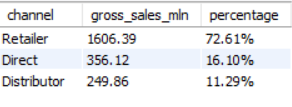 channel gross_sales_mln percentage
Retailer 1606.39 72.61%
Direct 356.12 16.10%
Distributor 249.86 11.29%